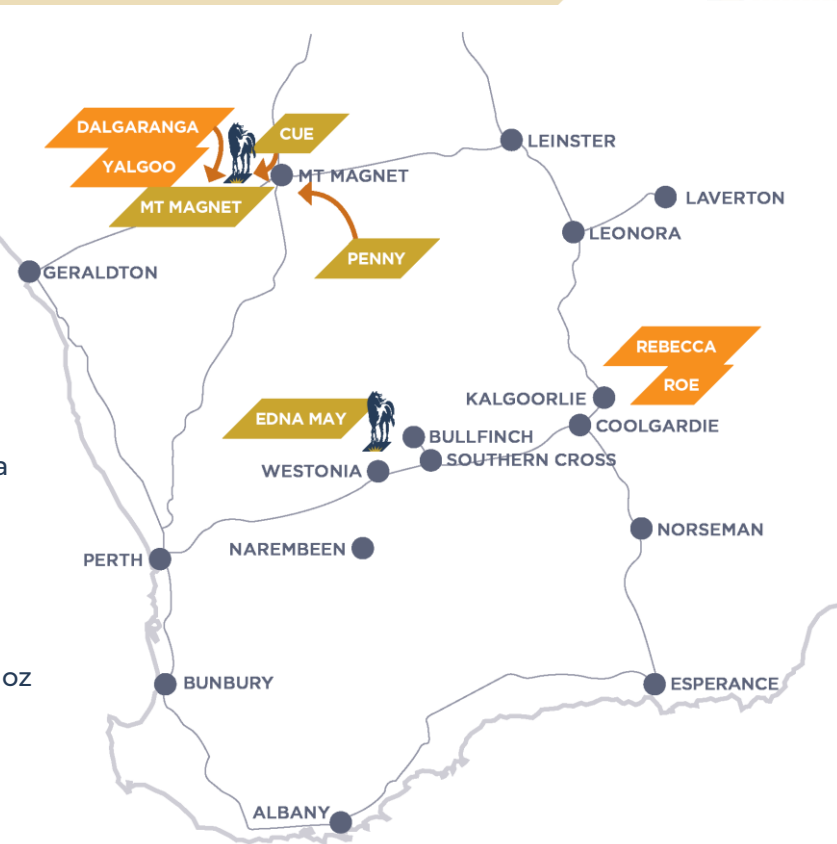 DALGARANGA
CUE
LEINSTER
YALGOO
MT MAGNET
LAVERTON
MT MAGNET
LEONORA
PENNY
GERALDTON
REBECCA
ROE
KALGOORLIE
EDNA MAY
COOLGARDIE
BULLFINCH
SOUTHERN CROSS
a
WESTONIA
NORSEMAN
NAREMBEEN
PERTH
oz
BUNBURY
ESPERANCE
ALBANY